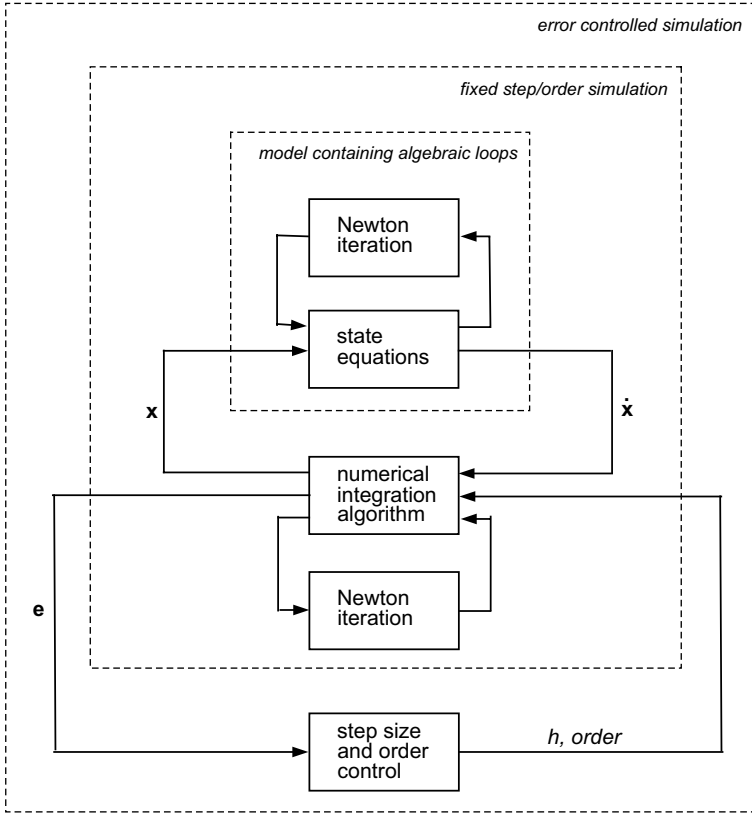 error controlled simulation
fixed step/order simulation
model containing algebraic loops
Newton
iteration
state
equations
x
ẋ
numerical
integration
algorithm
Newton
iteration
e
step size
and order
control
h, order